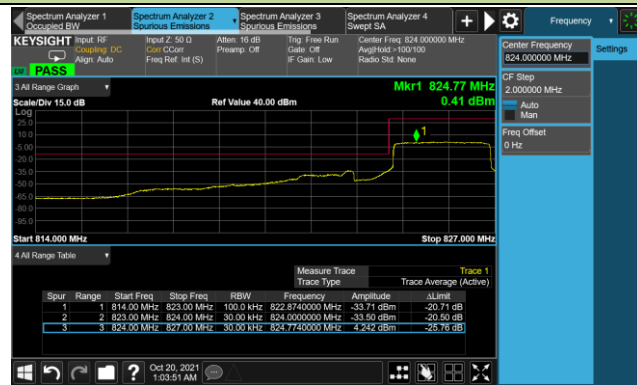 Spectrum Analyzer 1
Occupied BW
Spectrum Analyzer 2
Spurious Emissions
Spectrum Analyzer 3
Spurious Emissions
Spectrum Analyzer 4
Swept SA
Frequency
KEYSIGHT
Input: RF
Coupling: DC
Align: Auto
Input Z: 50 Ω
Corr CCorr
Freq Ref: Int (S)
Atten: 16 dB
Preamp: Off
Trig: Free Run
Gate: Off
IF Gain: Low
Center Freq: 824.000000 MHz
Avg|Hold:>100/100
Radio Std: None
PASS
Center Frequency
824.000000 MHz
Settings
CF Step
2.000000 MHz
Auto
Man
Freq Offset
0 Hz
3 All Range Graph
Mkr1 824.77 MHz
Scale/Div 15.0 dB
Ref Value 40.00 dBm
0.41 dBm
Log
25.0
10.0
-5.00
-20.0
-35.0
-50.0
-65.0
-80.0
-95.0
1
Start 814.000 MHz
Stop 827.000 MHz
4 All Range Table
Measure Trace Trace 1
Trace Type Trace Average (Active)
Spur Range Start Freq Stop Freq RBW Frequency Amplitude ΔLimit
1 1 814.00 MHz 823.00 MHz 100.0 kHz 822.8740000 MHz -33.71 dBm -20.71 dB
2 2 823.00 MHz 824.00 MHz 30.00 kHz 824.0000000 MHz -33.50 dBm -20.50 dB
3 3 824.00 MHz 827.00 MHz 30.00 kHz 824.7740000 MHz 4.242 dBm -25.76 dB
?
Oct 20, 2021
1:03:51 AM